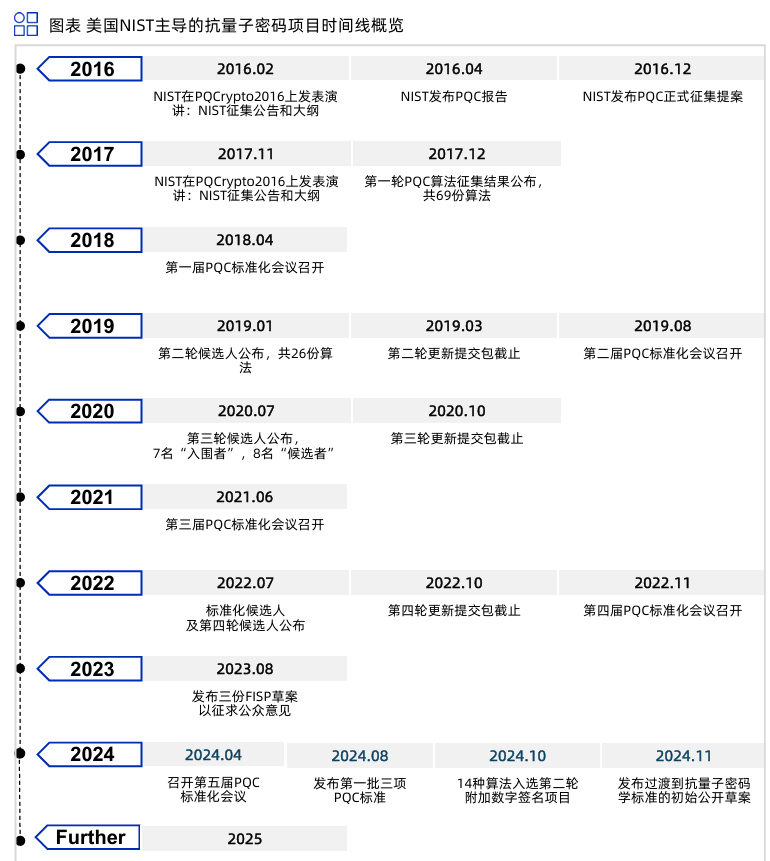 图表 美国NIST主导的抗量子密码项目时间线概览
2016
2016.02
2016.04
2016.12
NIST在PQCrypto2016上发表演
讲：NIST征集公告和大纲
NIST发布PQC报告
NIST发布PQC正式征集提案
2017
2017.11
2017.12
NIST在PQCrypto2016上发表演
讲：NIST征集公告和大纲
第一轮PQC算法征集结果公布，
共69份算法
2018
2018.04
第一届PQC标准化会议召开
2019
2019.01
2019.03
2019.08
第二轮候选人公布，共26份算
法
第二轮更新提交包截止
第二届PQC标准化会议召开
2020
2020.07
2020.10
第三轮候选人公布，
7名“入围者”，8名“候选者”
第三轮更新提交包截止
2021
2021.06
第三届PQC标准化会议召开
2022
2022.07
2022.10
2022.11
标准化候选人
及第四轮候选人公布
第四轮更新提交包截止
第四届PQC标准化会议召开
2023
2023.08
发布三份FISP草案
以征求公众意见
2024
2024.04
2024.08
2024.10
2024.11
召开第五届PQC
标准化会议
发布第一批三项
PQC标准
14种算法入选第二轮
附加数字签名项目
发布过渡到抗量子密码
学标准的初始公开草案
Further
2025